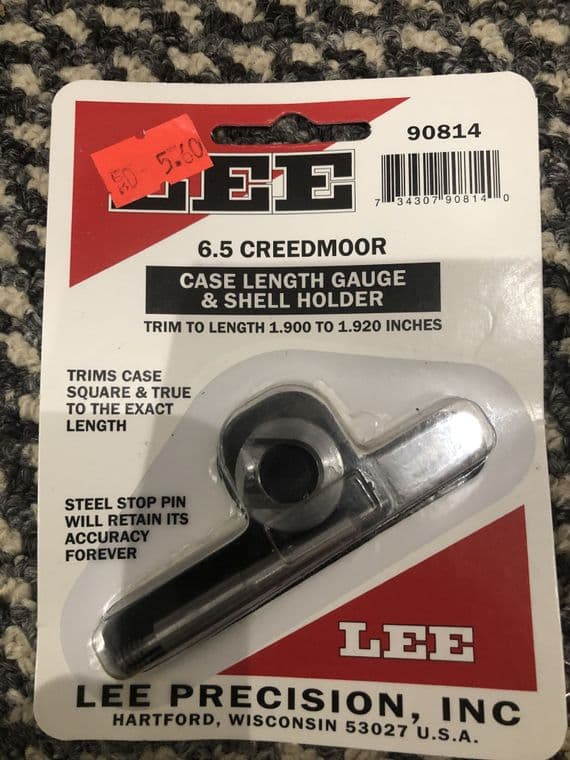 90814
RD- 5.60
LEE
7 34307 90814 0
6.5 CREEDMOOR
CASE LENGTH GAUGE
& SHELL HOLDER
TRIM TO LENGTH 1.900 TO 1.920 INCHES
TRIMS CASE
SQUARE & TRUE
TO THE EXACT
LENGTH
STEEL STOP PIN
WILL RETAIN ITS
ACCURACY
FOREVER
LEE
LEE PRECISION, INC
HARTFORD, WISCONSIN 53027 U.S.A.